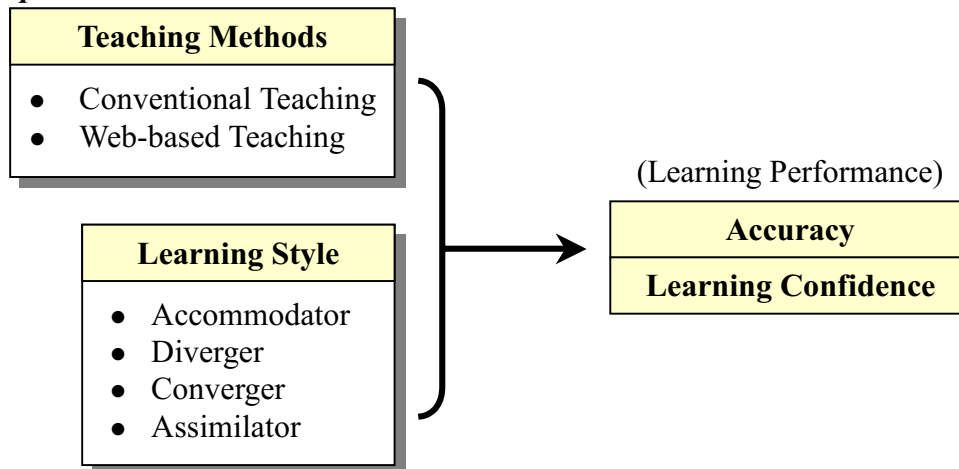 Teaching Methods
● Conventional Teaching
● Web-based Teaching
Learning Style
● Accommodator
● Diverger
● Converger
● Assimilator
(Learning Performance)
Accuracy
Learning Confidence